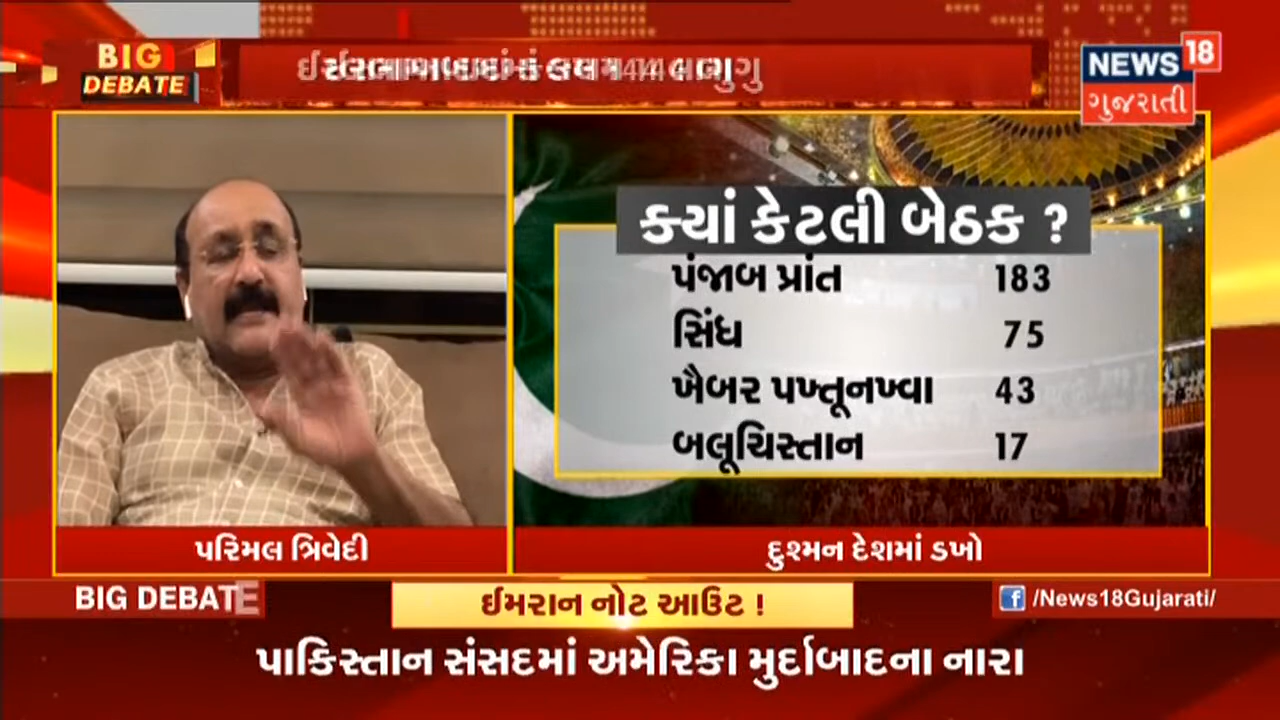 BIG
DEBATE
NEWS 18
ગુજરાતી
ક્યાં કેટલી બેઠક ?
પંજાબ પ્રાંત 183
સિંધ 75
ખૈબર પખ્તૂનખ્વા 43
બલૂચિસ્તાન 17
પરિમલ ત્રિવેદી
દુશ્મન દેશમાં ડખો
BIG DEBATE
ઈમરાન નોટ આઉટ !
/News18Gujarati/
પાકિસ્તાન સંસદમાં અમેરિકા મુર્દાબાદના નારા